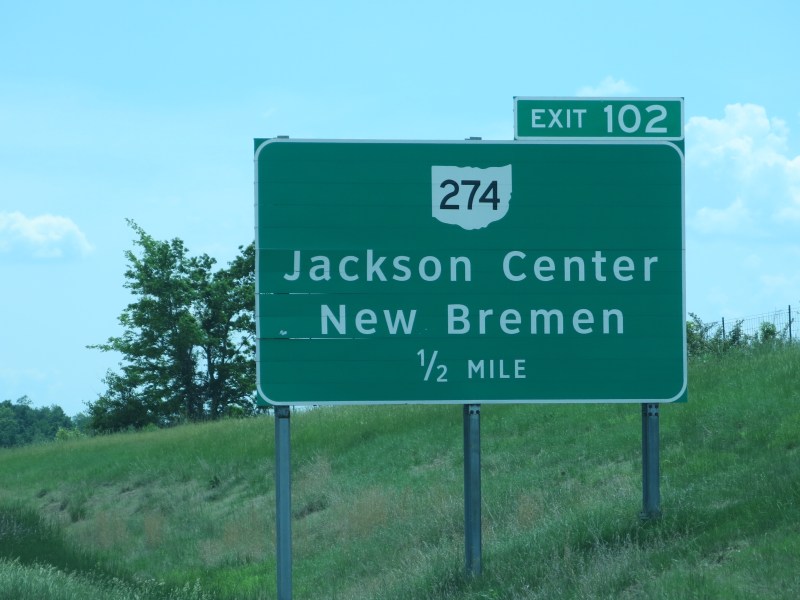 EXIT 102
274
Jackson Center
New Bremen
1/2 MILE